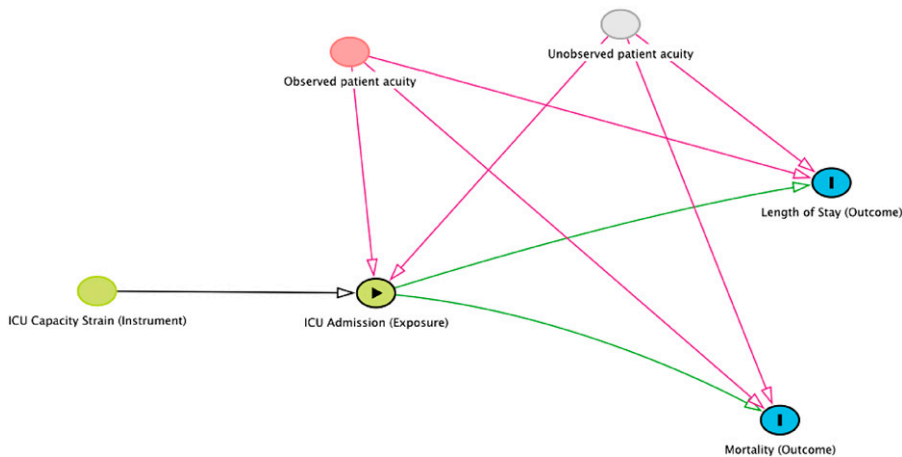 Unobserved patient acuity
Observed patient acuity
Length of Stay (Outcome)
ICU Capacity Strain (Instrument)
ICU Admission (Exposure)
Mortality (Outcome)